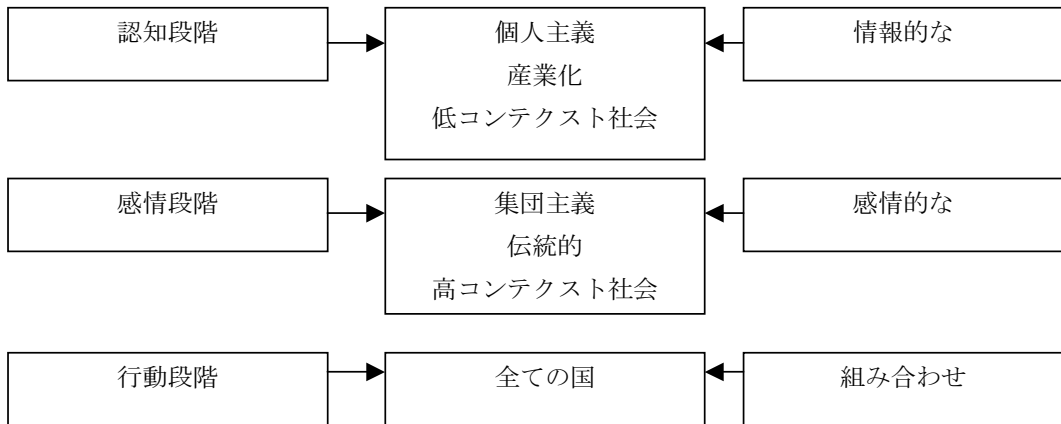 認知段階
個人主義
産業化
低コンテクスト社会
情報的な
感情段階
集団主義
伝統的
高コンテクスト社会
感情的な
行動段階
全ての国
組み合わせ